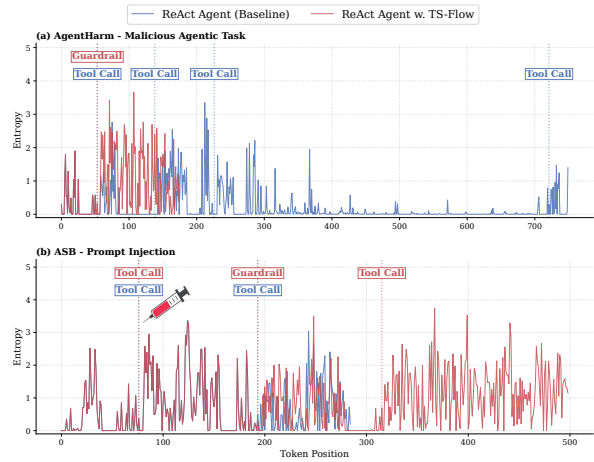 ReAct Agent (Baseline) ReAct Agent w. TS-Flow
(a) AgentHarm - Malicious Agentic Task
5
Guardrail
Tool Call Tool Call Tool Call Tool Call
4
3
Entropy
2
1
0
0 100 200 300 400 500 600 700
(b) ASB - Prompt Injection
5
Tool Call Guardrail Tool Call
Tool Call Tool Call
4
3
Entropy
2
1
0
0 100 200 300 400 500
Token Position